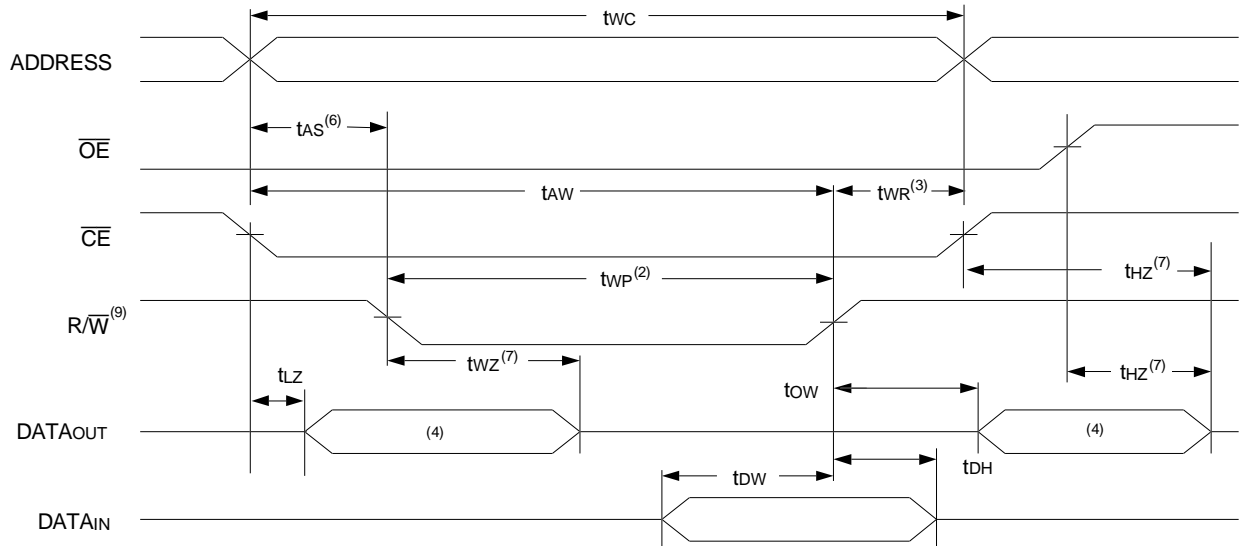 tWC
ADDRESS
tAS(6)
OE
tAW
tWR(3)
CE
tWP(2)
tHZ(7)
R/W(9)
tWZ(7)
tLZ
tOW
tHZ(7)
DATAOUT
(4)
(4)
tDW
tDH
DATAIN